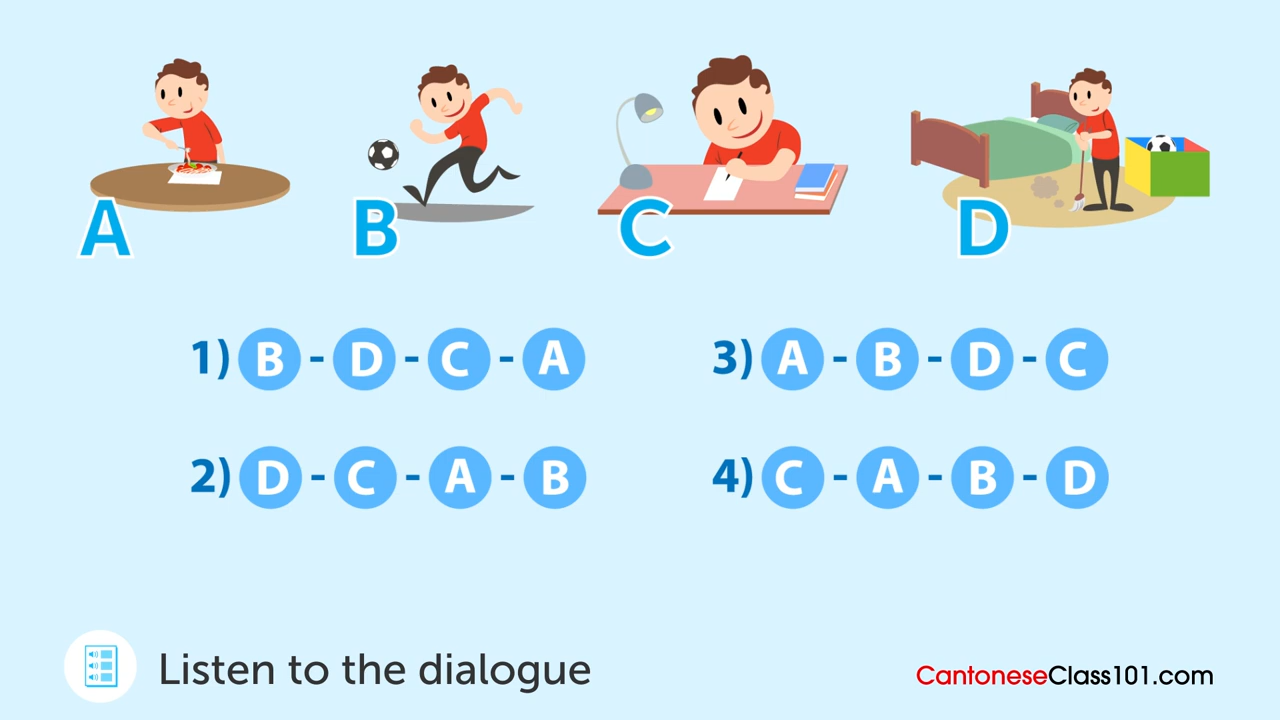 A B C D
1) B - D - C - A
3) A - B - D - C
2) D - C - A - B
4) C - A - B - D
Listen to the dialogue
CantoneseClass101.com